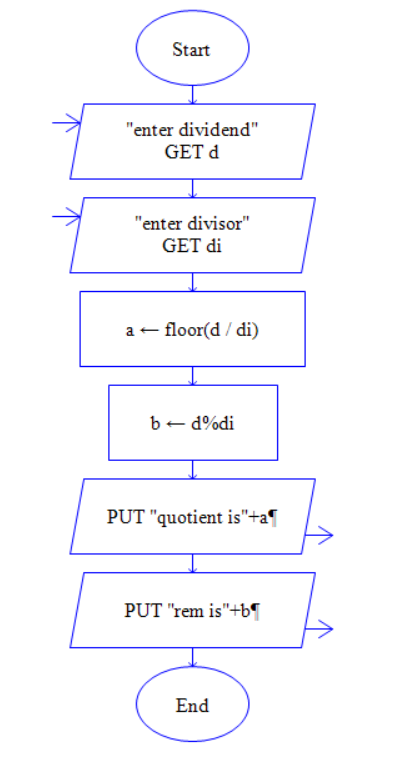 Start
"enter dividend"
GET d
"enter divisor"
GET di
a ← floor(d / di)
b ← d%di
PUT "quotient is"+a¶
PUT "rem is"+b¶
End